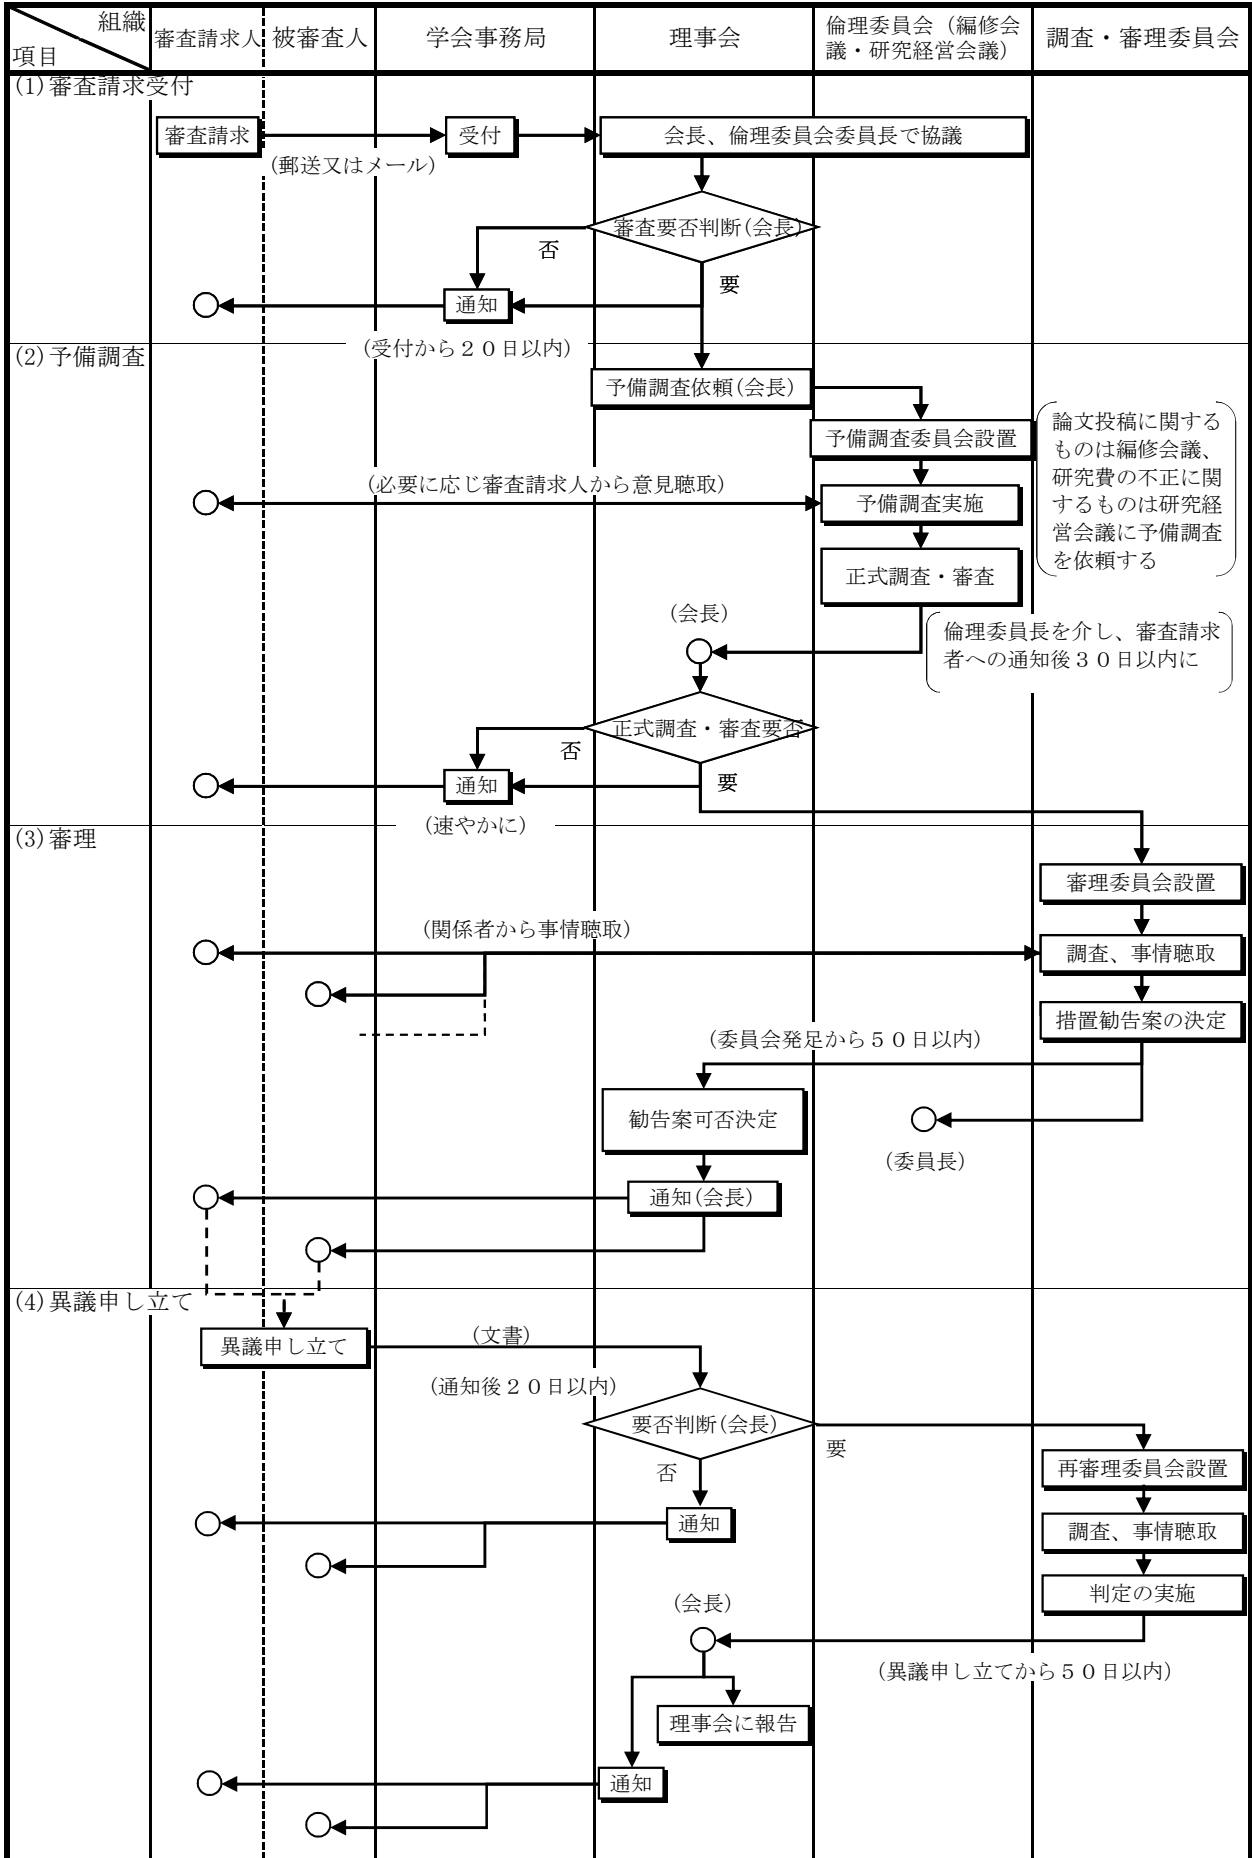 組織
項目
審査請求人
被審査人
学会事務局
理事会
倫理委員会（編修会
議・研究経営会議）
調査・審理委員会
(1)審査請求受付
審査請求
受付
会長、倫理委員会委員長で協議
(郵送又はメール)
審査要否判断(会長)
否
要
通知
(受付から２０日以内)
(2)予備調査
予備調査依頼(会長)
予備調査委員会設置
論文投稿に関する
ものは編修会議、
研究費の不正に関
するものは研究経
営会議に予備調査
を依頼する
(必要に応じ審査請求人から意見聴取)
予備調査実施
正式調査・審査
(会長)
倫理委員長を介し、審査請求
者への通知後３０日以内に
正式調査・審査要否
否
要
通知
(速やかに)
(3)審理
審理委員会設置
(関係者から事情聴取)
調査、事情聴取
措置勧告案の決定
(委員会発足から５０日以内)
勧告案可否決定
(委員長)
通知(会長)
(4)異議申し立て
異議申し立て
(文書)
(通知後２０日以内)
要否判断(会長)
要
否
再審理委員会設置
通知
調査、事情聴取
判定の実施
(会長)
(異議申し立てから５０日以内)
理事会に報告
通知